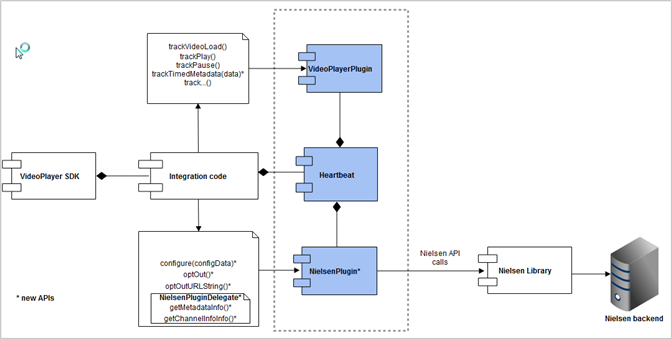 trackVideoLoad()
trackPlay()
trackPause()
trackTimedMetadata(data)*
track...()
VideoPlayerPlugin
VideoPlayer SDK
Integration code
Heartbeat
configure(configData)*
optOut()*
optOutURLString()*
NielsenPluginDelegate*
getMetadataInfo()*
getChannelInfoInfo()*
NielsenPlugin*
Nielsen API
calls
Nielsen Library
Nielsen backend
* new APIs